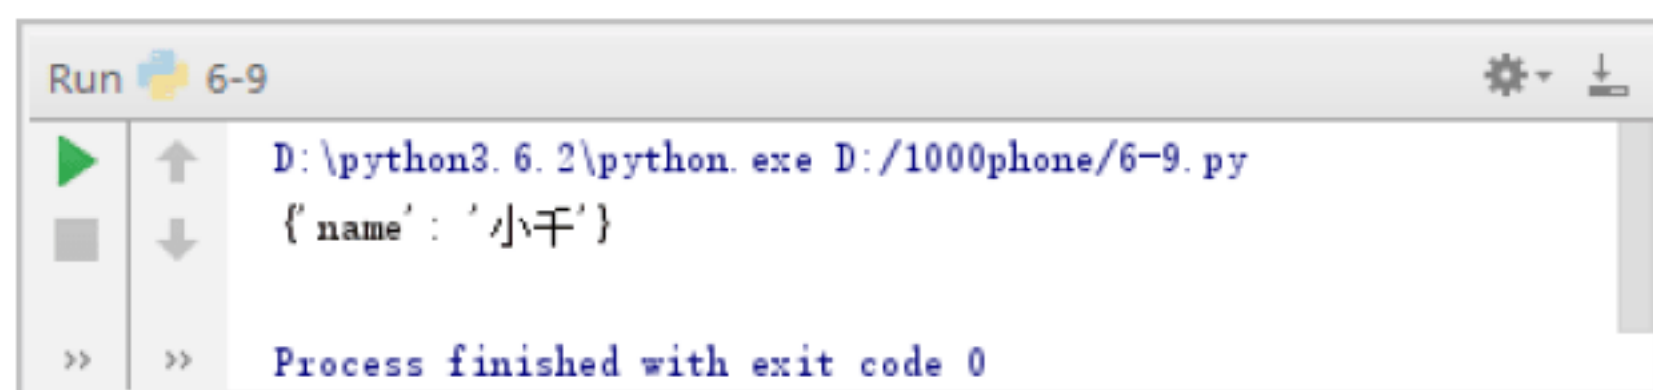 Run 6-9
D:\python3.6.2\python.exe D:/1000phone/6-9.py
{'name': '小千'}
Process finished with exit code 0